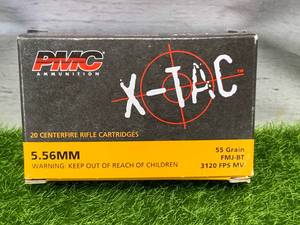 PMC
AMMUNITION
X-TAC™
20 CENTERFIRE RIFLE CARTRIDGES
5.56MM
WARNING: KEEP OUT OF REACH OF CHILDREN
55 Grain
FMJ-BT
3120 FPS MV